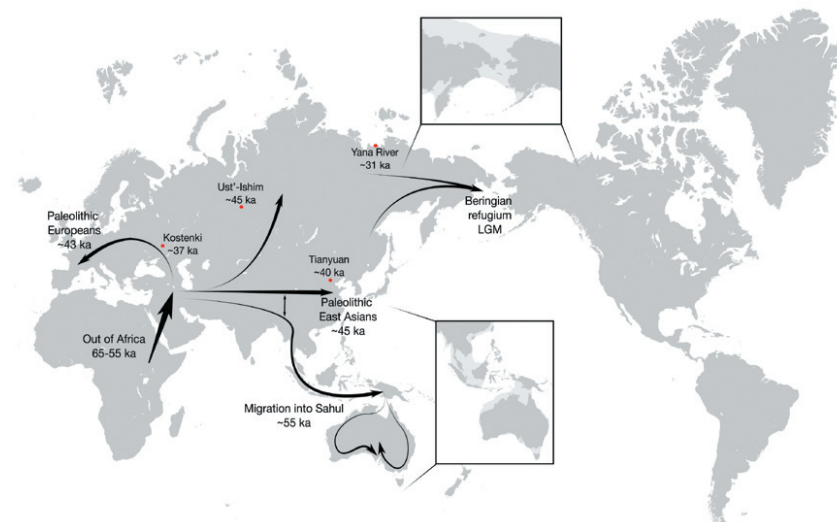 Yana River
~31 ka
Ust'-Ishim
~45 ka
Beringian
refugium
LGM
Paleolithic
Europeans
~43 ka
Kostenki
~37 ka
Tianyuan
~40 ka
Paleolithic
East Asians
~45 ka
Out of Africa
65-55 ka
Migration into Sahul
~55 ka